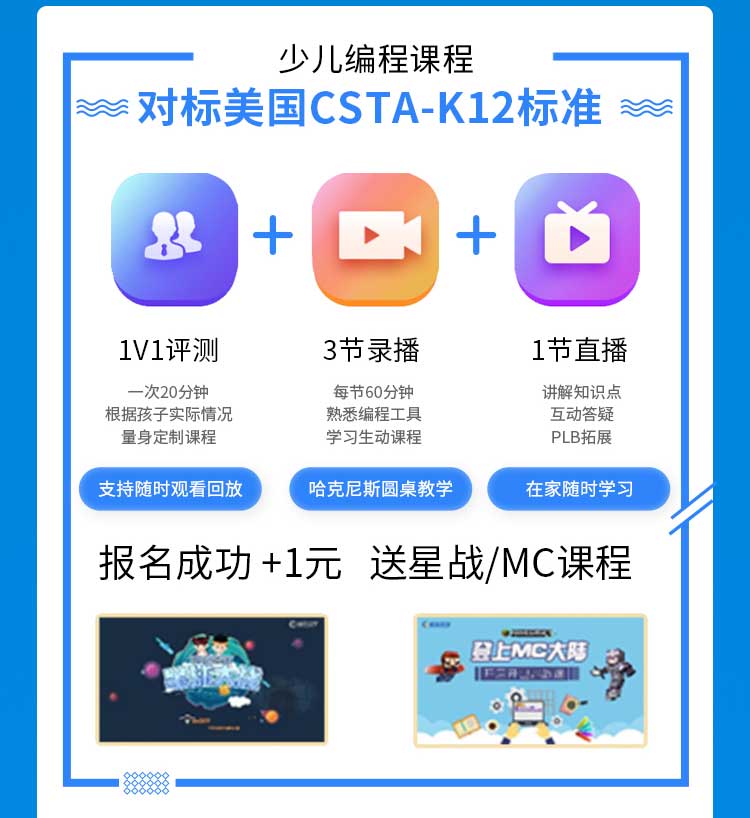 少儿编程课程
对标美国CSTA-K12标准
1V1评测
3节录播
1节直播
一次20分钟
根据孩子实际情况
量身定制课程
每节60分钟
熟悉编程工具
学习生动课程
讲解知识点
互动答疑
PLB拓展
支持随时观看回放
哈克尼斯圆桌教学
在家随时学习
报名成功 +1元 送星战/MC课程
登上MC大陆